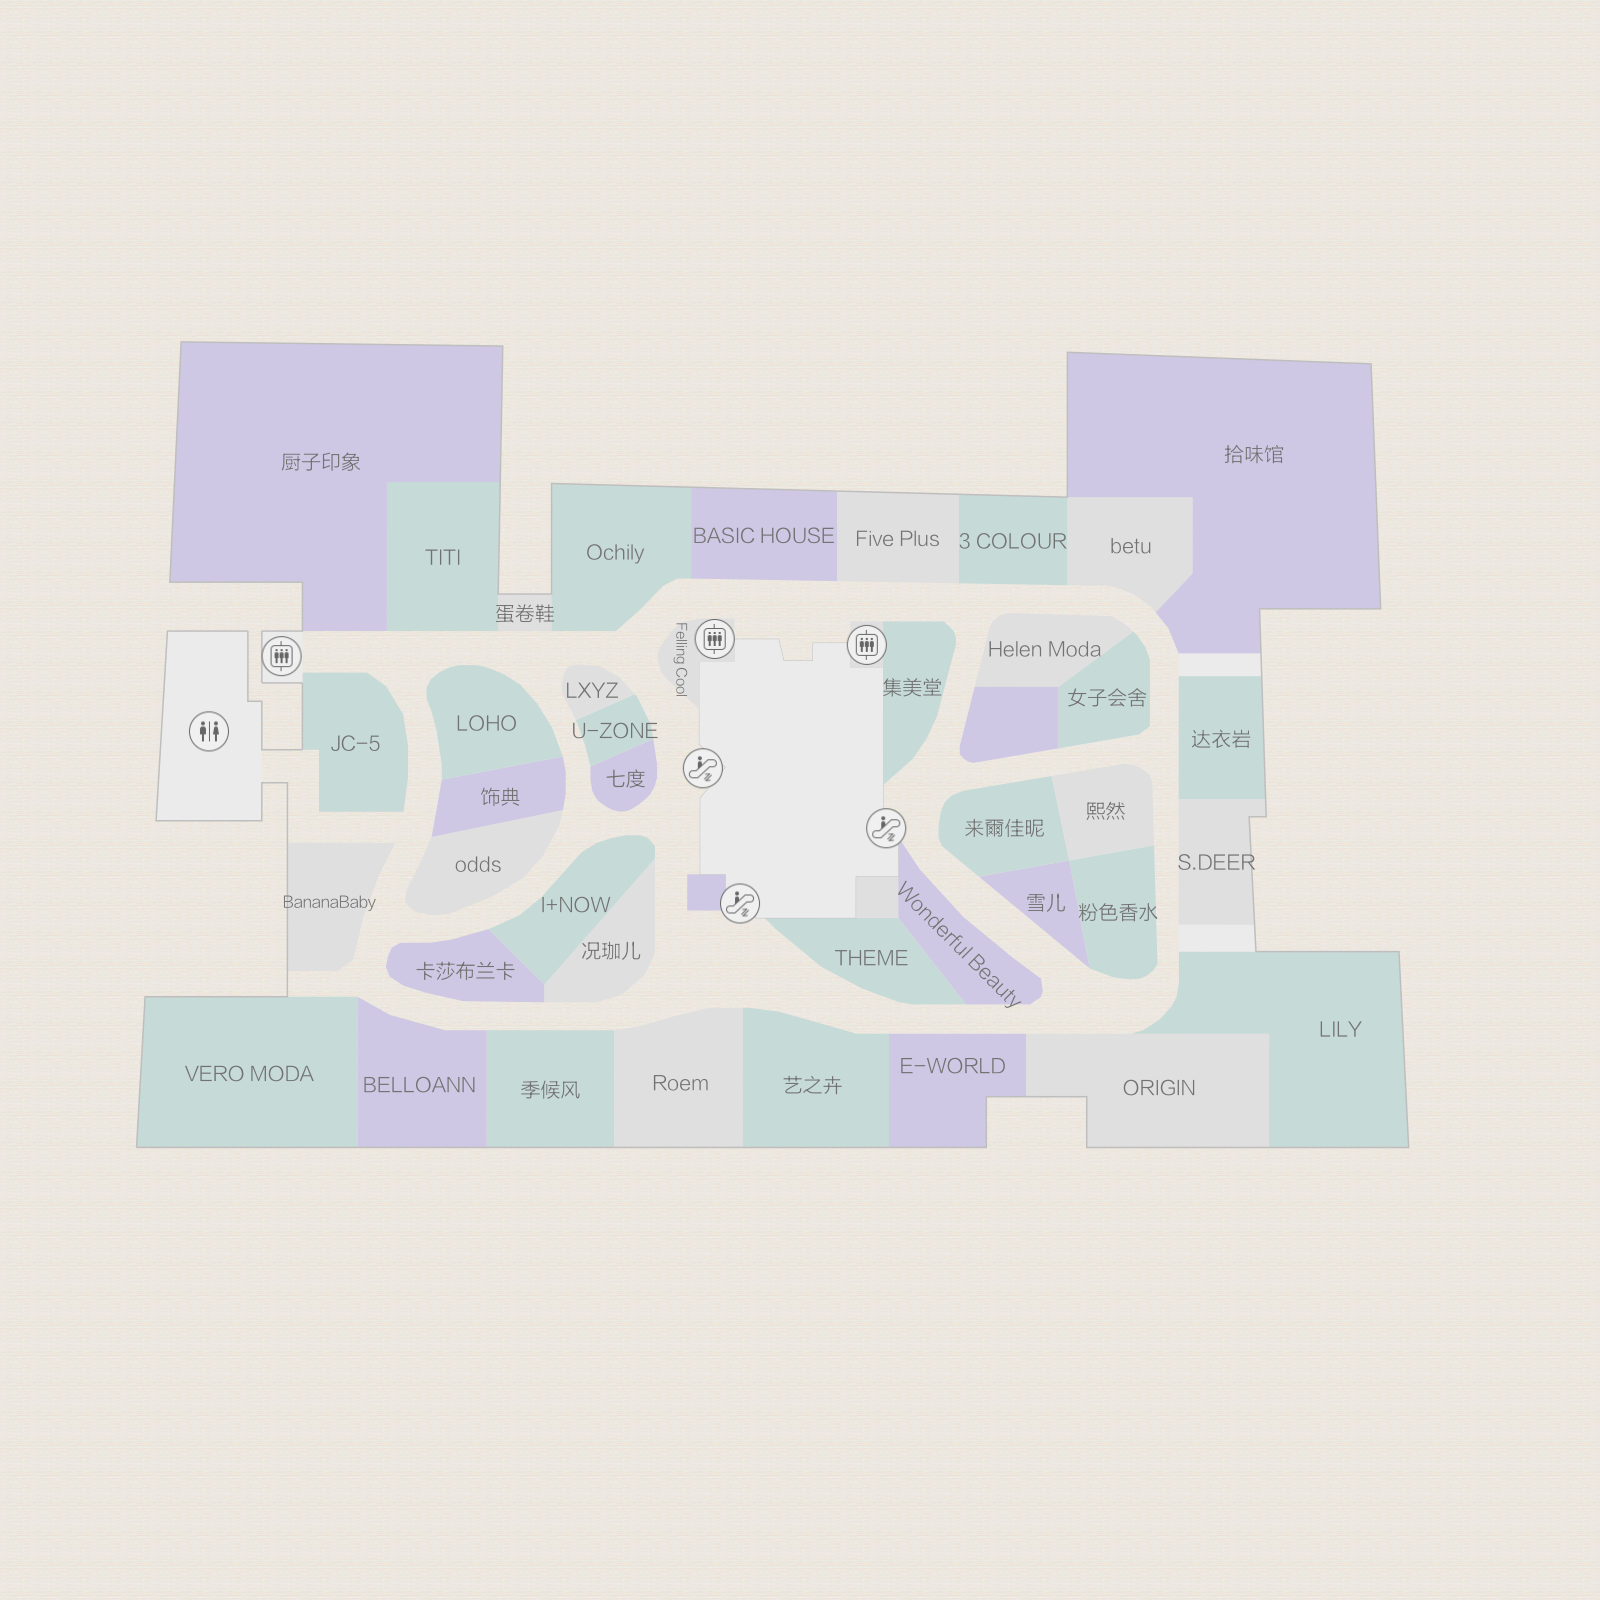 厨子印象
拾味馆
TITI
Ochily
BASIC HOUSE
Five Plus
3 COLOUR
betu
蛋卷鞋
Felling Cool
Helen Moda
集美堂
女子会舍
LXYZ
LOHO
U-ZONE
JC-5
达衣岩
七度
饰典
熙然
来爾佳昵
odds
S.DEER
BananaBaby
I+NOW
雪儿
粉色香水
Wonderful Beauty
况珈儿
THEME
卡莎布兰卡
LILY
VERO MODA
BELLOANN
季候风
Roem
艺之卉
E-WORLD
ORIGIN